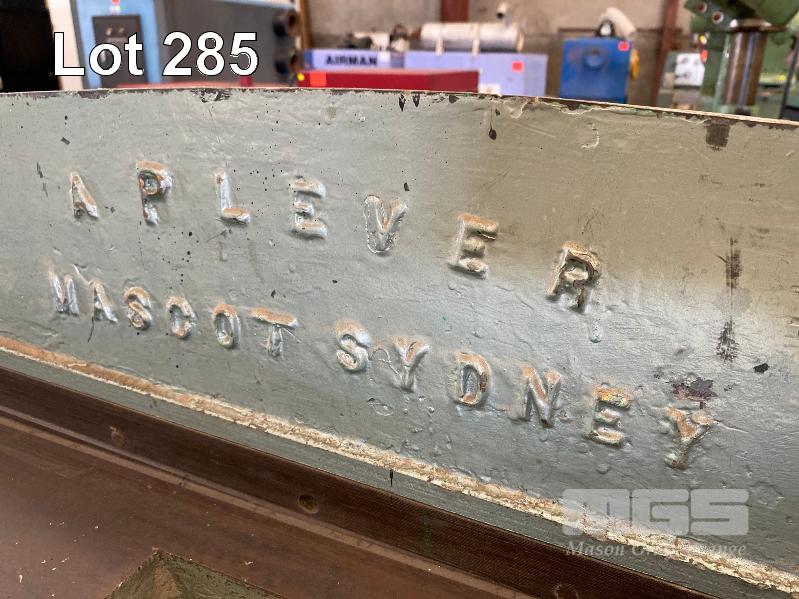 Lot 285
AIRMAN
A P LEVER
MASCOT SYDNEY
MGS
Mason Gray Strange